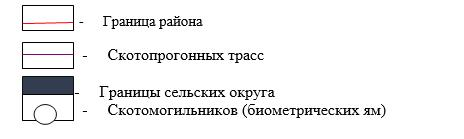 - Граница района
- Скотопрогонных трасс
- Границы сельских округа
- Скотомогильников (биометрических ям)